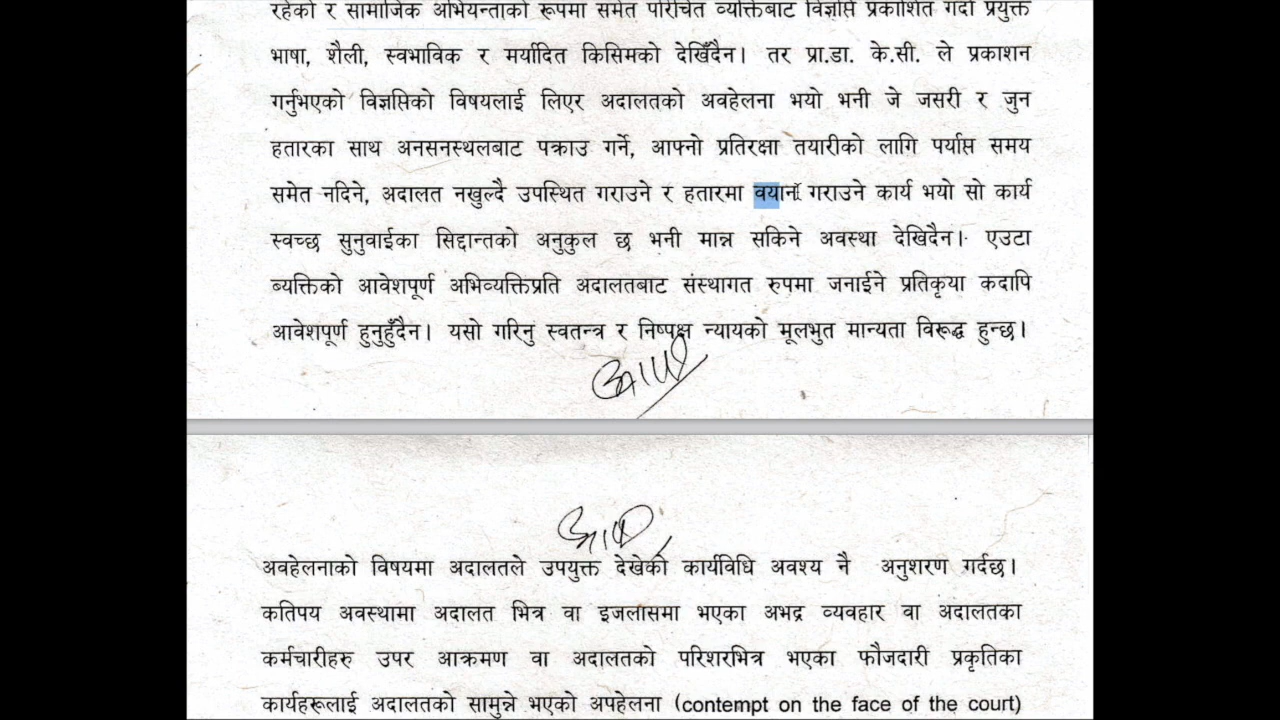 रहेको र सामाजिक अभियन्ताको रूपमा समेत परिचित व्यक्तिबाट विज्ञप्ति प्रकाशित गर्दा प्रयुक्त
भाषा, शैली, स्वभाविक र मर्यादित किसिमको देखिँदैन। तर प्रा.डा. के.सी. ले प्रकाशन
गर्नुभएको विज्ञप्तिको विषयलाई लिएर अदालतको अवहेलना भयो भनी जे जसरी र जुन
हतारका साथ अनसनस्थलबाट पक्राउ गर्ने, आफ्नो प्रतिरक्षा तयारीको लागि पर्याप्त समय
समेत नदिने, अदालत नखुल्दै उपस्थित गराउने र हतारमा वयान गराउने कार्य भयो सो कार्य
स्वच्छ सुनुवाईका सिद्दान्तको अनुकुल छ भनी मान्न सकिने अवस्था देखिदैन। एउटा
ब्यक्तिको आवेशपूर्ण अभिव्यक्तिप्रति अदालतबाट संस्थागत रुपमा जनाईने प्रतिकृया कदापि
आवेशपूर्ण हुनुहुँदैन। यसो गरिनु स्वतन्त्र र निष्पक्ष न्यायको मूलभुत मान्यता विरूद्ध हुन्छ।
अवहेलनाको विषयमा अदालतले उपयुक्त देखेको कार्यविधि अवश्य नै अनुशरण गर्दछ।
कतिपय अवस्थामा अदालत भित्र वा इजलासमा भएका अभद्र व्यवहार वा अदालतका
कर्मचारीहरु उपर आक्रमण वा अदालतको परिशरभित्र भएका फौजदारी प्रकृतिका
कार्यहरूलाई अदालतको सामुन्ने भएको अपहेलना (contempt on the face of the court)